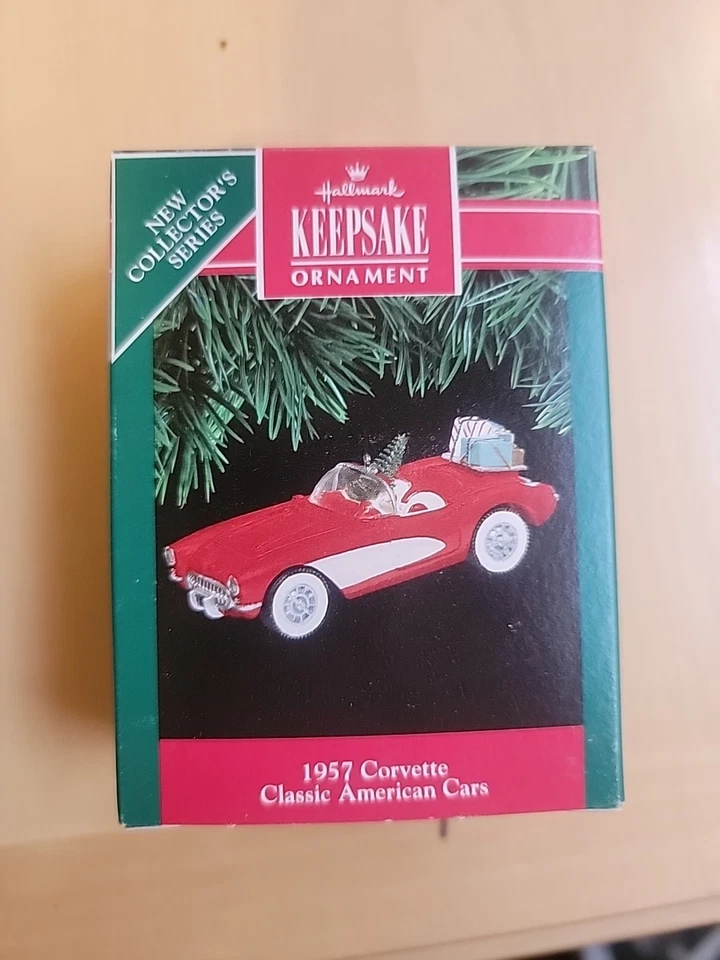 NEW
COLLECTOR'S
SERIES
Hallmark
KEEPSAKE
ORNAMENT
1957 Corvette
Classic American Cars